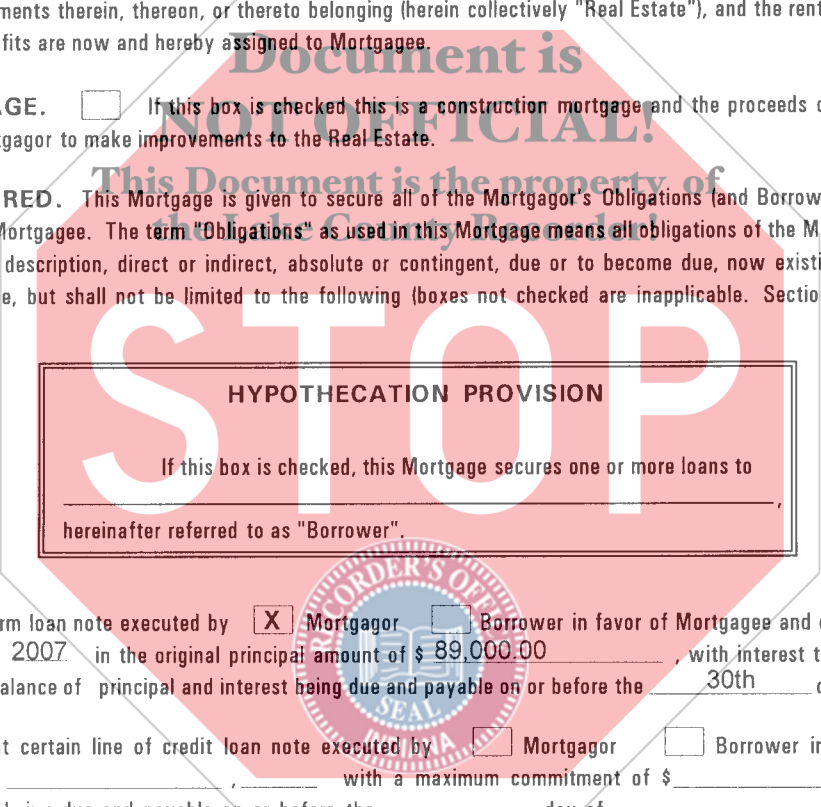 ments therein, thereon, or thereto belonging (herein collectively "Real Estate"), and the rent
fits are now and hereby assigned to Mortgagee.
Document is
GE. If this box is checked this is a construction mortgage and the proceeds
NOT OFFICIAL!
gagor to make improvements to the Real Estate.
This Document is the property of
RED. This Mortgage is given to secure all of the Mortgagor's Obligations (and Borrow
the Lake County Recorder!
Mortgagee. The term "Obligations" as used in this Mortgage means all obligations of the M
description, direct or indirect, absolute or contingent, due or to become due, now existi
e, but shall not be limited to the following (boxes not checked are inapplicable. Sectio
STOP
HYPOTHECATION PROVISION
If this box is checked, this Mortgage secures one or more loans to
,
hereinafter referred to as "Borrower".
RECORDER'S OFFICE
SEAL
INDIANA
rm loan note executed by X Mortgagor Borrower in favor of Mortgagee and
2007 in the original principal amount of $ 89,000.00 , with interest t
alance of principal and interest being due and payable on or before the 30th
t certain line of credit loan note executed by Mortgagor Borrower in
, with a maximum commitment of $